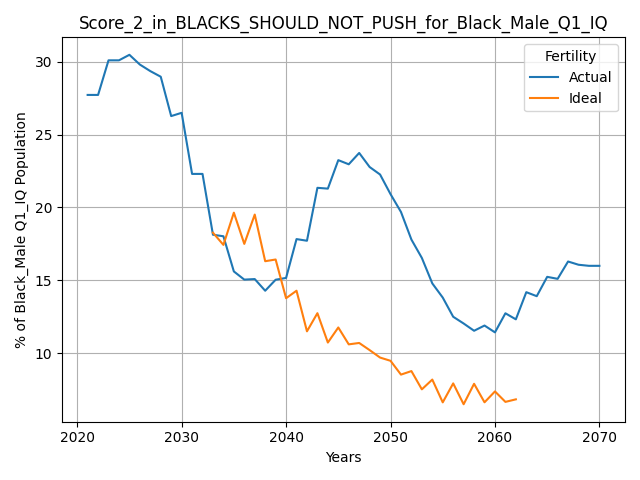 Score_2_in_BLACKS_SHOULD_NOT_PUSH_for_Black_Male_Q1_IQ
Fertility
Actual
Ideal
% of Black_Male Q1_IQ Population
30
25
20
15
10
2020 2030 2040 2050 2060 2070
Years